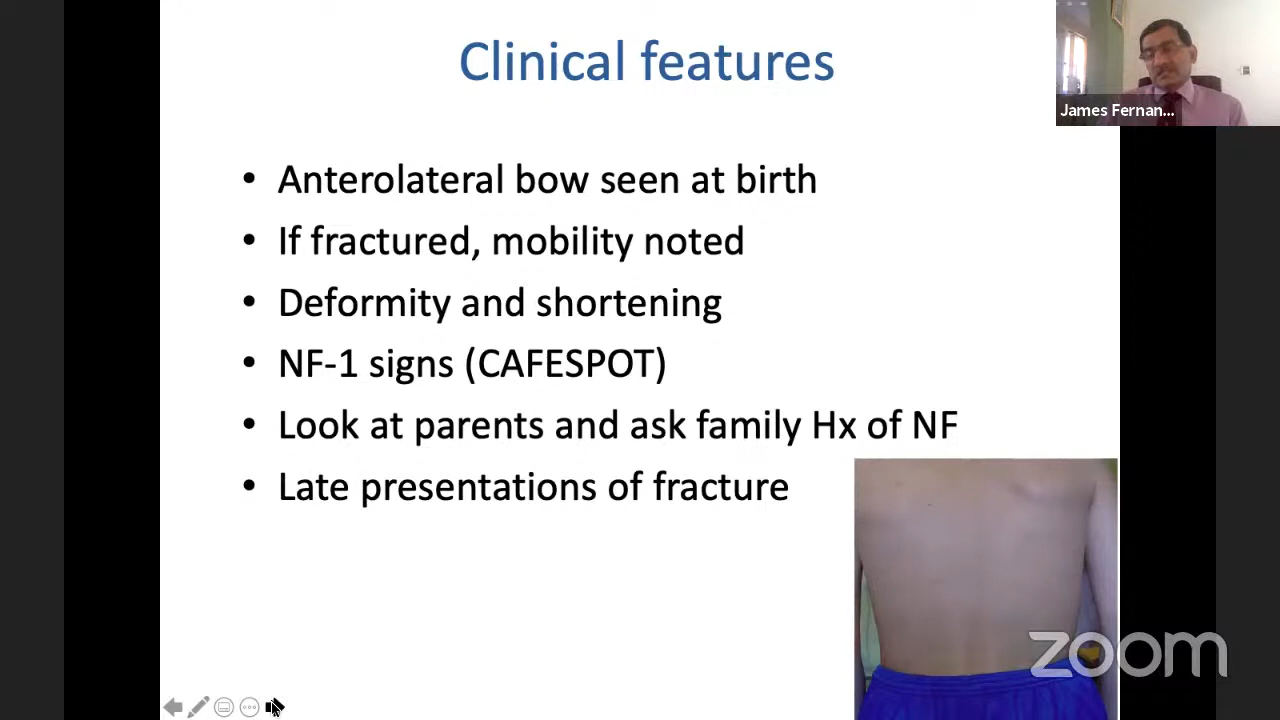 Clinical features
James Fernan...
• Anterolateral bow seen at birth
• If fractured, mobility noted
• Deformity and shortening
• NF-1 signs (CAFESPOT)
• Look at parents and ask family Hx of NF
• Late presentations of fracture
zoom